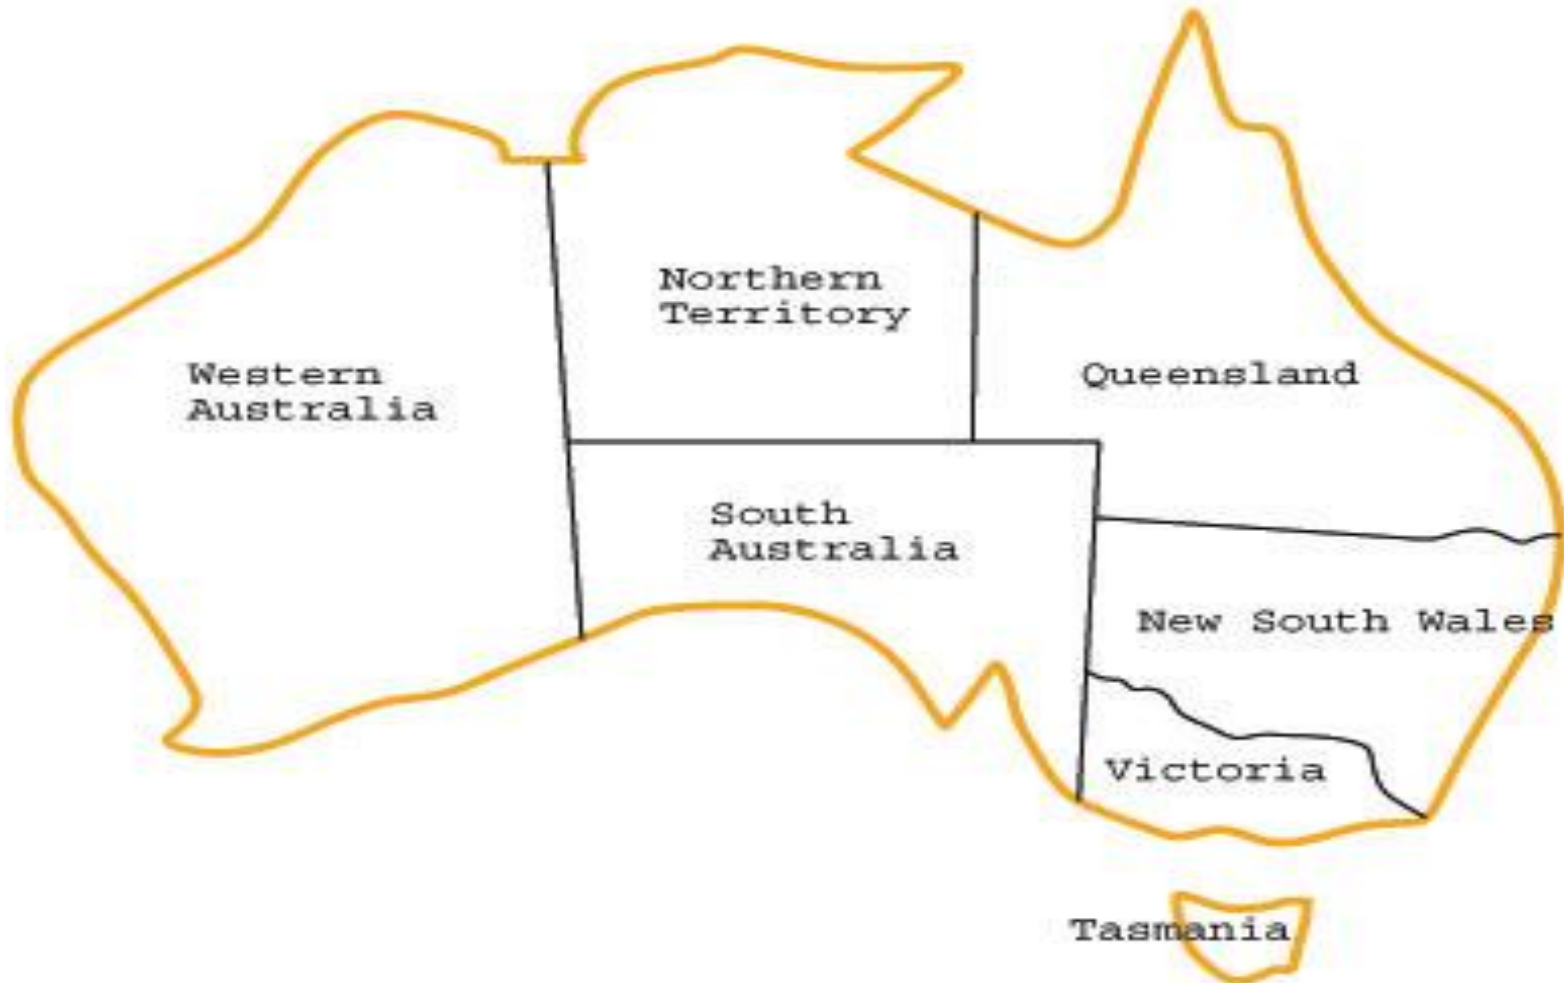 Northern
Territory
Western
Australia
Queensland
South
Australia
New South Wales
Victoria
Tasmania